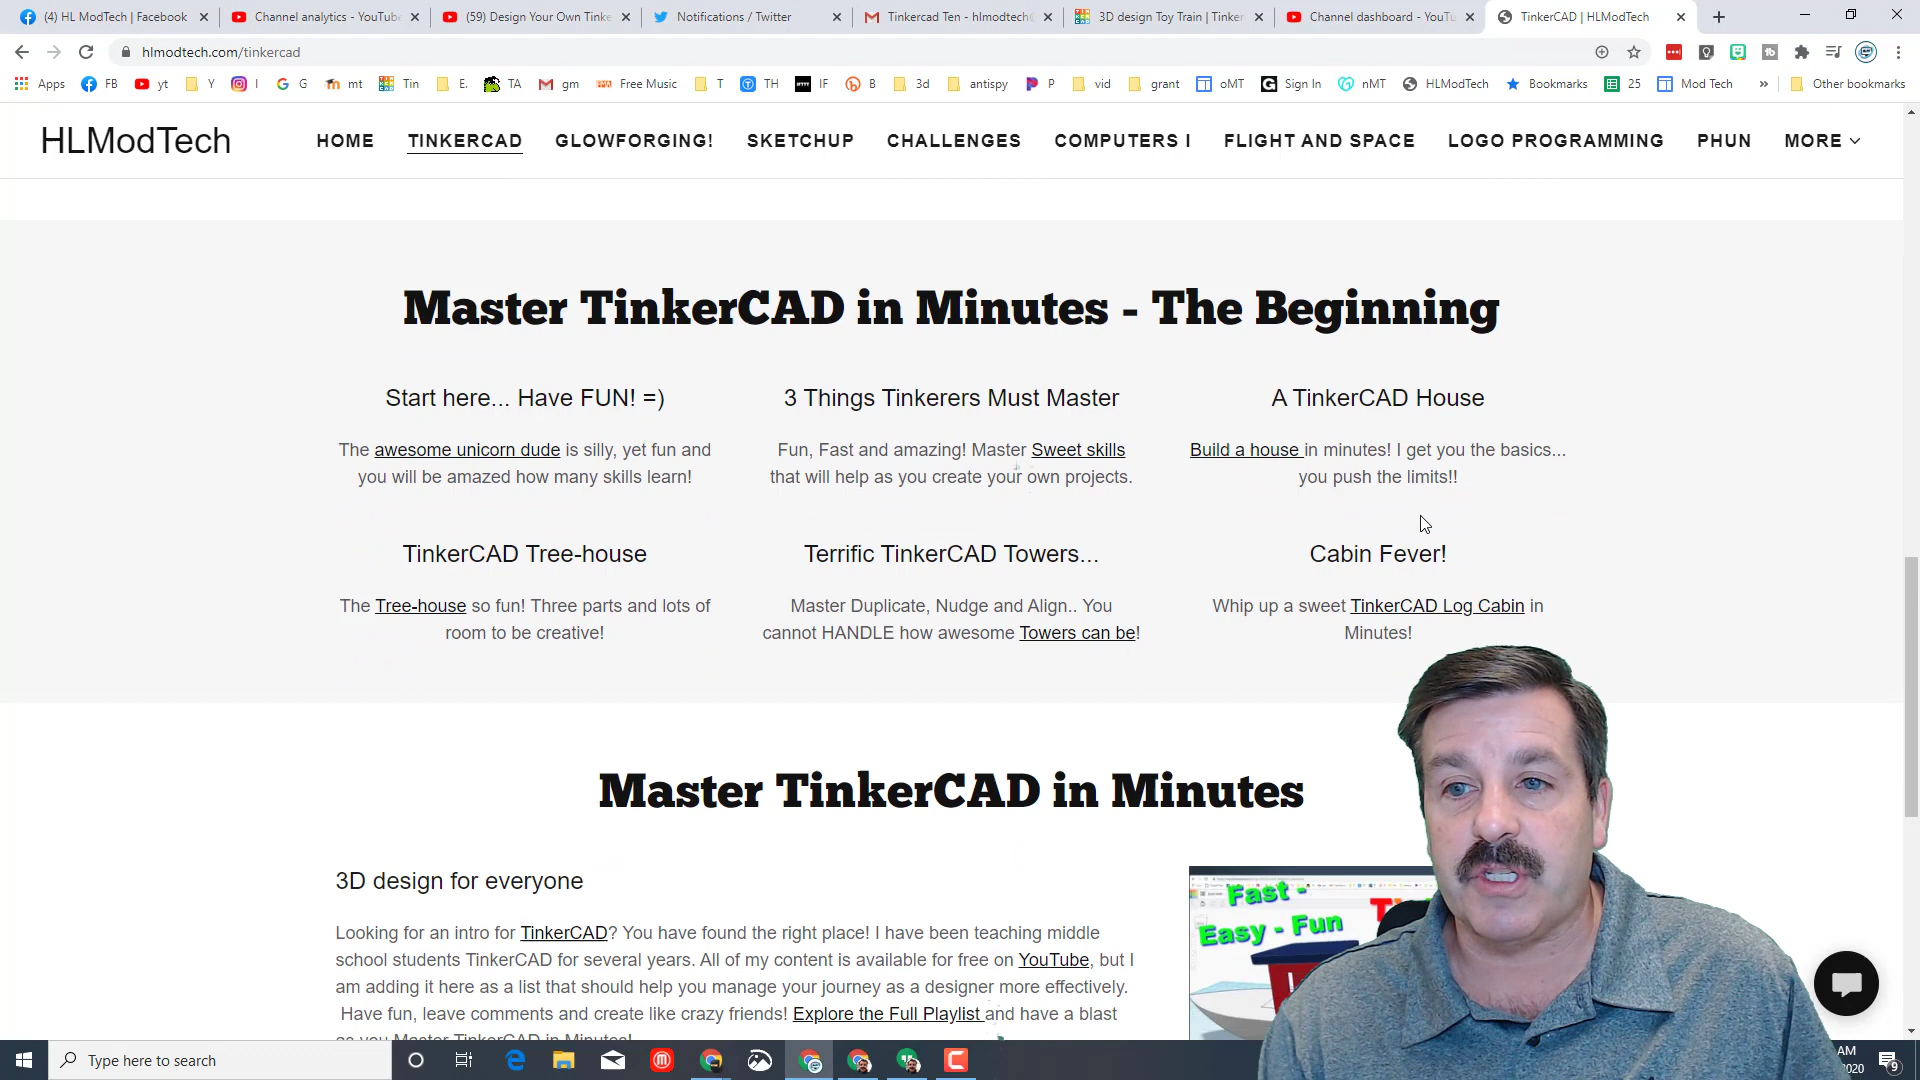 (4) HL ModTech | Facebook
Channel analytics - YouTube
(59) Design Your Own Tinke
Notifications / Twitter
Tinkercad Ten - hlmodtech@
3D design Toy Train | Tinker
Channel dashboard - YouTu
TinkerCAD | HLModTech
hlmodtech.com/tinkercad
Apps
FB
yt
Y
I
G
mt
Tin
E.
TA
gm
Free Music
T
TH
IF
B
3d
antispy
P
vid
grant
oMT
Sign In
nMT
HLModTech
Bookmarks
25
Mod Tech
»
Other bookmarks
HLModTech
HOME
TINKERCAD
GLOWFORGING!
SKETCHUP
CHALLENGES
COMPUTERS I
FLIGHT AND SPACE
LOGO PROGRAMMING
PHUN
MORE
Master TinkerCAD in Minutes - The Beginning
Start here... Have FUN! =)
The awesome unicorn dude is silly, yet fun and
you will be amazed how many skills learn!
3 Things Tinkerers Must Master
Fun, Fast and amazing! Master Sweet skills
that will help as you create your own projects.
A TinkerCAD House
Build a house in minutes! I get you the basics...
you push the limits!!
TinkerCAD Tree-house
The Tree-house so fun! Three parts and lots of
room to be creative!
Terrific TinkerCAD Towers...
Master Duplicate, Nudge and Align.. You
cannot HANDLE how awesome Towers can be!
Cabin Fever!
Whip up a sweet TinkerCAD Log Cabin in
Minutes!
Master TinkerCAD in Minutes
3D design for everyone
Looking for an intro for TinkerCAD? You have found the right place! I have been teaching middle
school students TinkerCAD for several years. All of my content is available for free on YouTube, but I
am adding it here as a list that should help you manage your journey as a designer more effectively.
Have fun, leave comments and create like crazy friends! Explore the Full Playlist and have a blast
as you Master TinkerCAD in Minutes!
Fast -
Easy - Fun
Type here to search
AM
2020
9